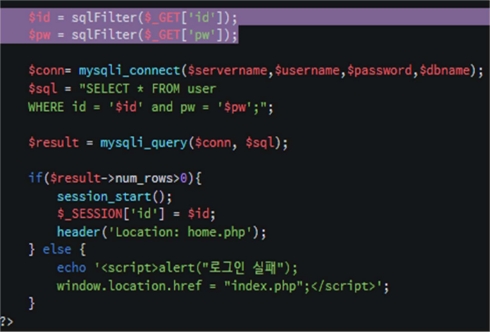 $id = sqlFilter($_GET['id']);
$pw = sqlFilter($_GET['pw']);
$conn= mysqli_connect($servername,$username,$password,$dbname);
$sql = "SELECT * FROM user
WHERE id = '$id' and pw = '$pw';";
$result = mysqli_query($conn, $sql);
if($result->num_rows>0){
session_start();
$_SESSION['id'] = $id;
header('Location: home.php');
} else {
echo '<script>alert("로그인 실패");
window.location.href = "index.php";</script>';
}
?>